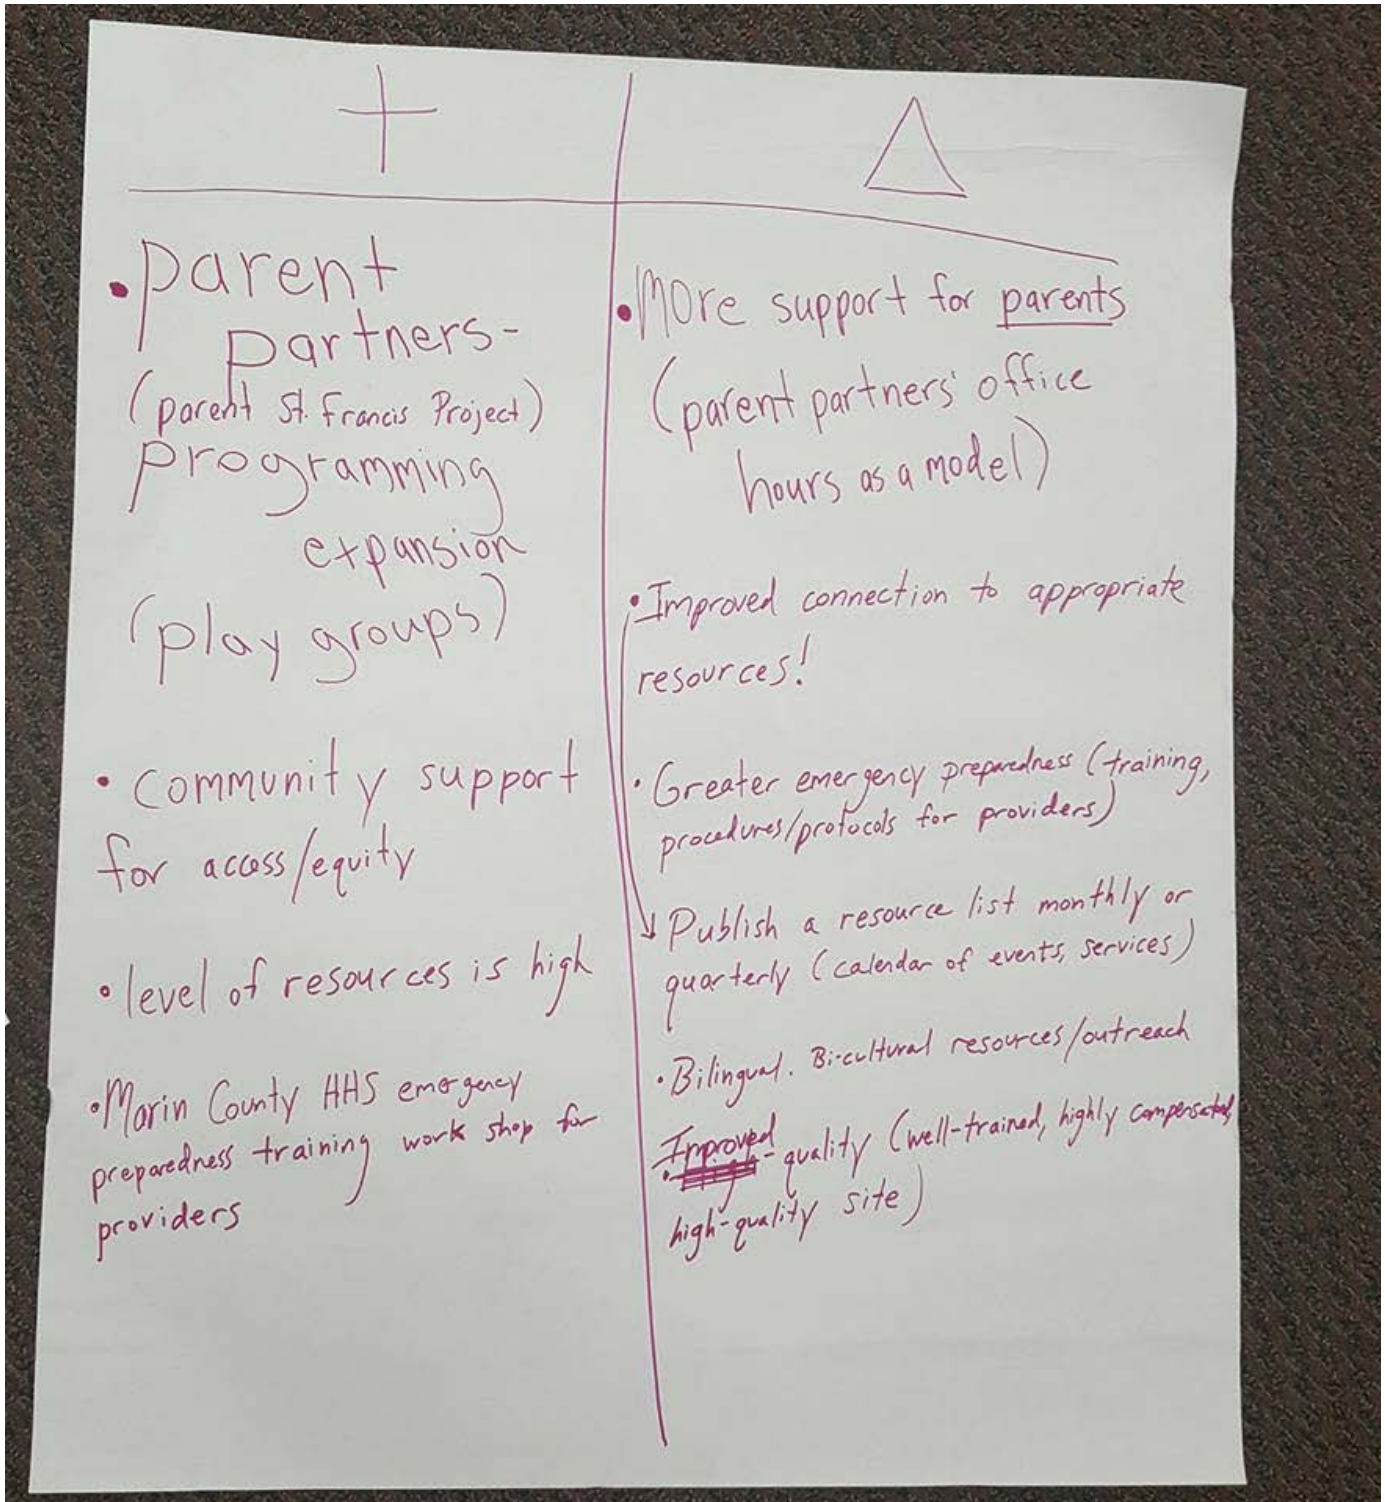 +
• Parent
Partners-
(parent St. Francis Project)
Programming
expansion
(play groups)
• Community support
for access/equity
• level of resources is high
• Marin County HHS emergency
preparedness training work shop for
providers
Δ
• More support for parents
(parent partners' office
hours as a model)
• Improved connection to appropriate
resources!
• Greater emergency preparedness (training,
procedures/protocols for providers)
↓ Publish a resource list monthly or
quarterly (calendar of events, services)
• Bilingual. Bi-cultural resources/outreach
• Improved - quality (well-trained, highly compensated,
high-quality site)